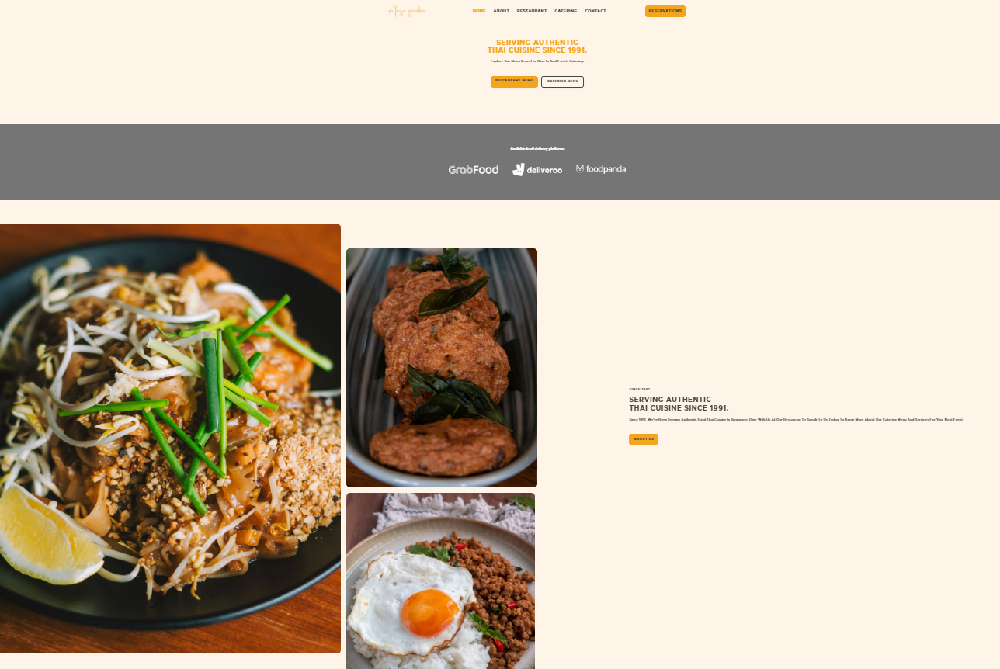 HOME ABOUT RESTAURANT CATERING CONTACT RESERVATIONS
SERVING AUTHENTIC
THAI CUISINE SINCE 1991.
Explore Our Menu Items For Dine In And Events Catering.
RESTAURANT MENU CATERING MENU
Available in all delivery platforms:
GrabFood deliveroo foodpanda
SINCE 1991
SERVING AUTHENTIC
THAI CUISINE SINCE 1991.
Since 1991, We've Been Serving Authentic Halal Thai Cuisine In Singapore. Dine With Us At Our Restaurant Or Speak To Us Today To Know More About Our Catering Menu And Services For Your Next Event.
ABOUT US